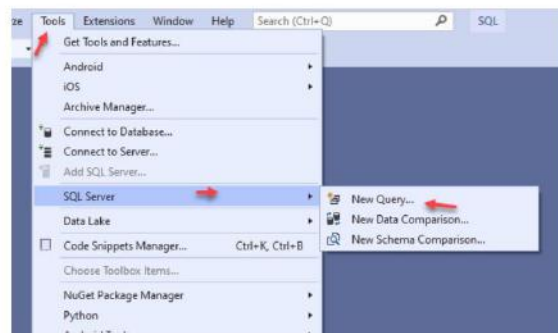 ze Tools Extensions Window Help Search (Ctrl+Q) SQL
Get Tools and Features...
Android
iOS
Archive Manager...
Connect to Database...
Connect to Server...
Add SQL Server...
SQL Server
New Query...
Data Lake
New Data Comparison...
Code Snippets Manager... Ctrl+K, Ctrl+B
New Schema Comparison...
Choose Toolbox Items...
NuGet Package Manager
Python